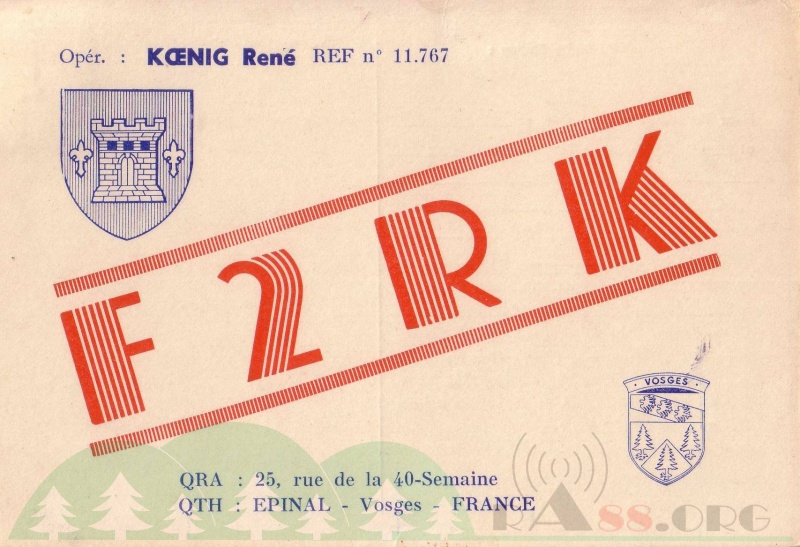 Opér. : KŒNIG René REF n° 11.767
F2RK
· VOSGES ·
QRA : 25, rue de la 40-Semaine
QTH : EPINAL - Vosges - FRANCE
RA88.ORG